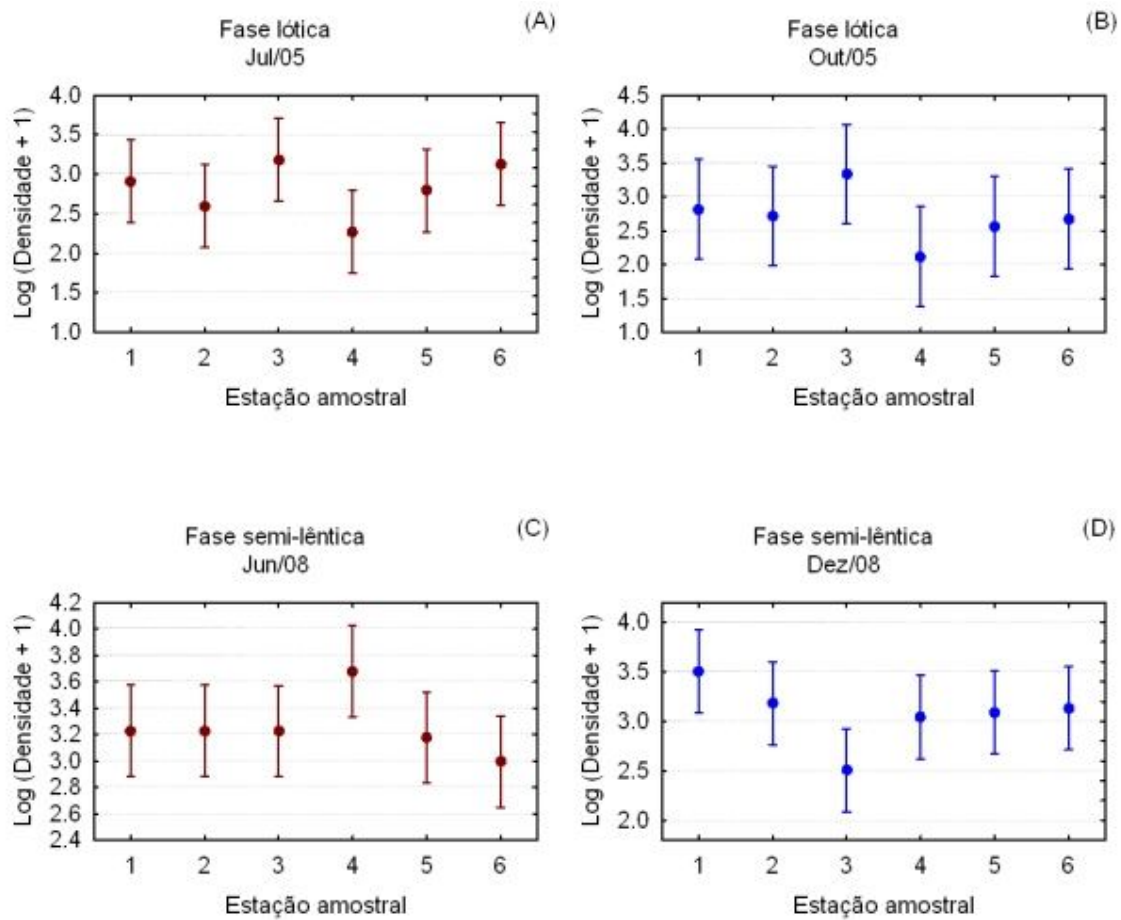 (A)
Fase lótica
Jul/05
Log (Densidade + 1)
4.0
3.5
3.0
2.5
2.0
1.5
1.0
1 2 3 4 5 6
Estação amostral
(B)
Fase lótica
Out/05
Log (Densidade + 1)
4.5
4.0
3.5
3.0
2.5
2.0
1.5
1.0
1 2 3 4 5 6
Estação amostral
(C)
Fase semi-lêntica
Jun/08
Log (Densidade + 1)
4.2
4.0
3.8
3.6
3.4
3.2
3.0
2.8
2.6
2.4
1 2 3 4 5 6
Estação amostral
(D)
Fase semi-lêntica
Dez/08
Log (Densidade + 1)
4.0
3.5
3.0
2.5
2.0
1 2 3 4 5 6
Estação amostral